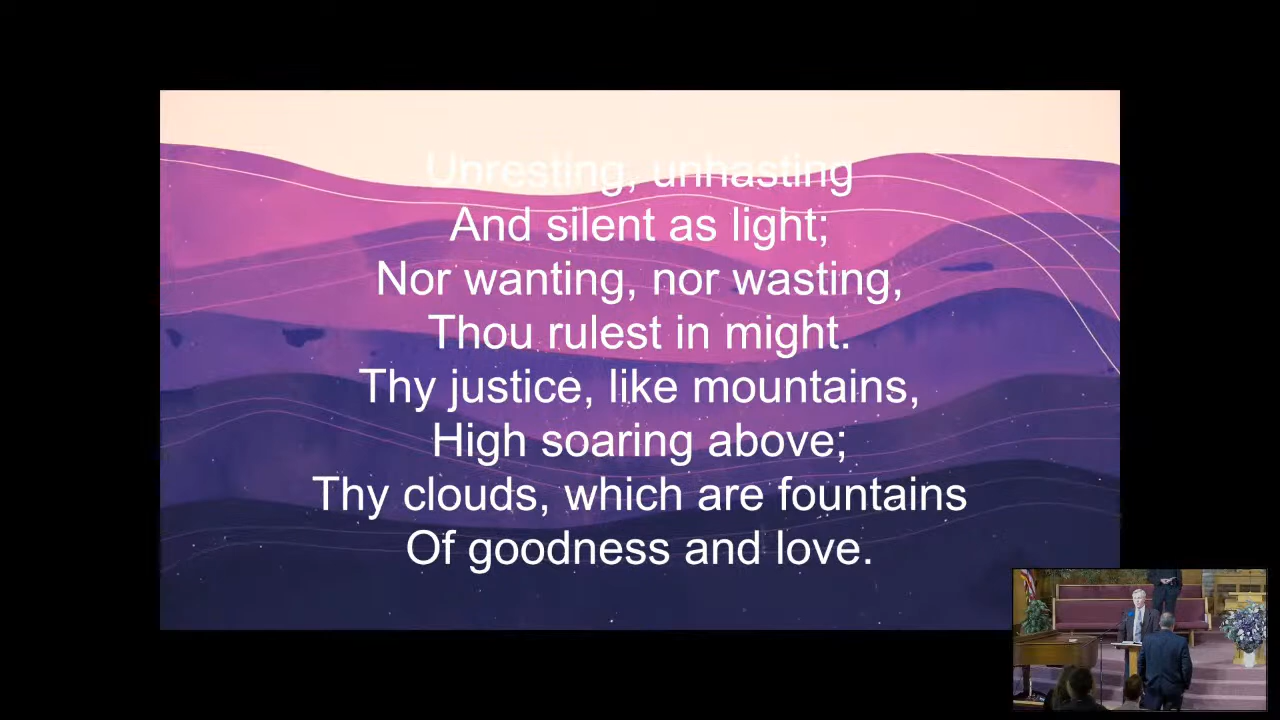 Unresting, unhasting
And silent as light;
Nor wanting, nor wasting,
Thou rulest in might.
Thy justice, like mountains,
High soaring above;
Thy clouds, which are fountains
Of goodness and love.